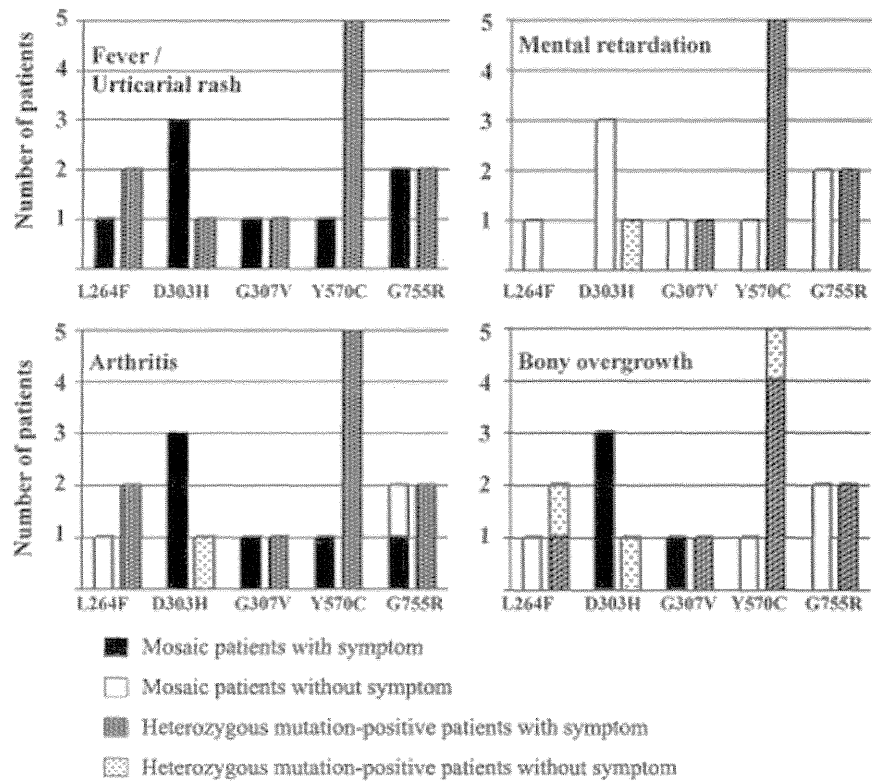 Fever /
Urticarial rash
Number of patients
5
4
3
2
1
L264F D303H G307V Y570C G755R
Mental retardation
5
4
3
2
1
L264F D303H G307V Y570C G755R
Arthritis
Number of patients
5
4
3
2
1
L264F D303H G307V Y570C G755R
Bony overgrowth
5
4
3
2
1
L264F D303H G307V Y570C G755R
Mosaic patients with symptom
Mosaic patients without symptom
Heterozygous mutation-positive patients with symptom
Heterozygous mutation-positive patients without symptom